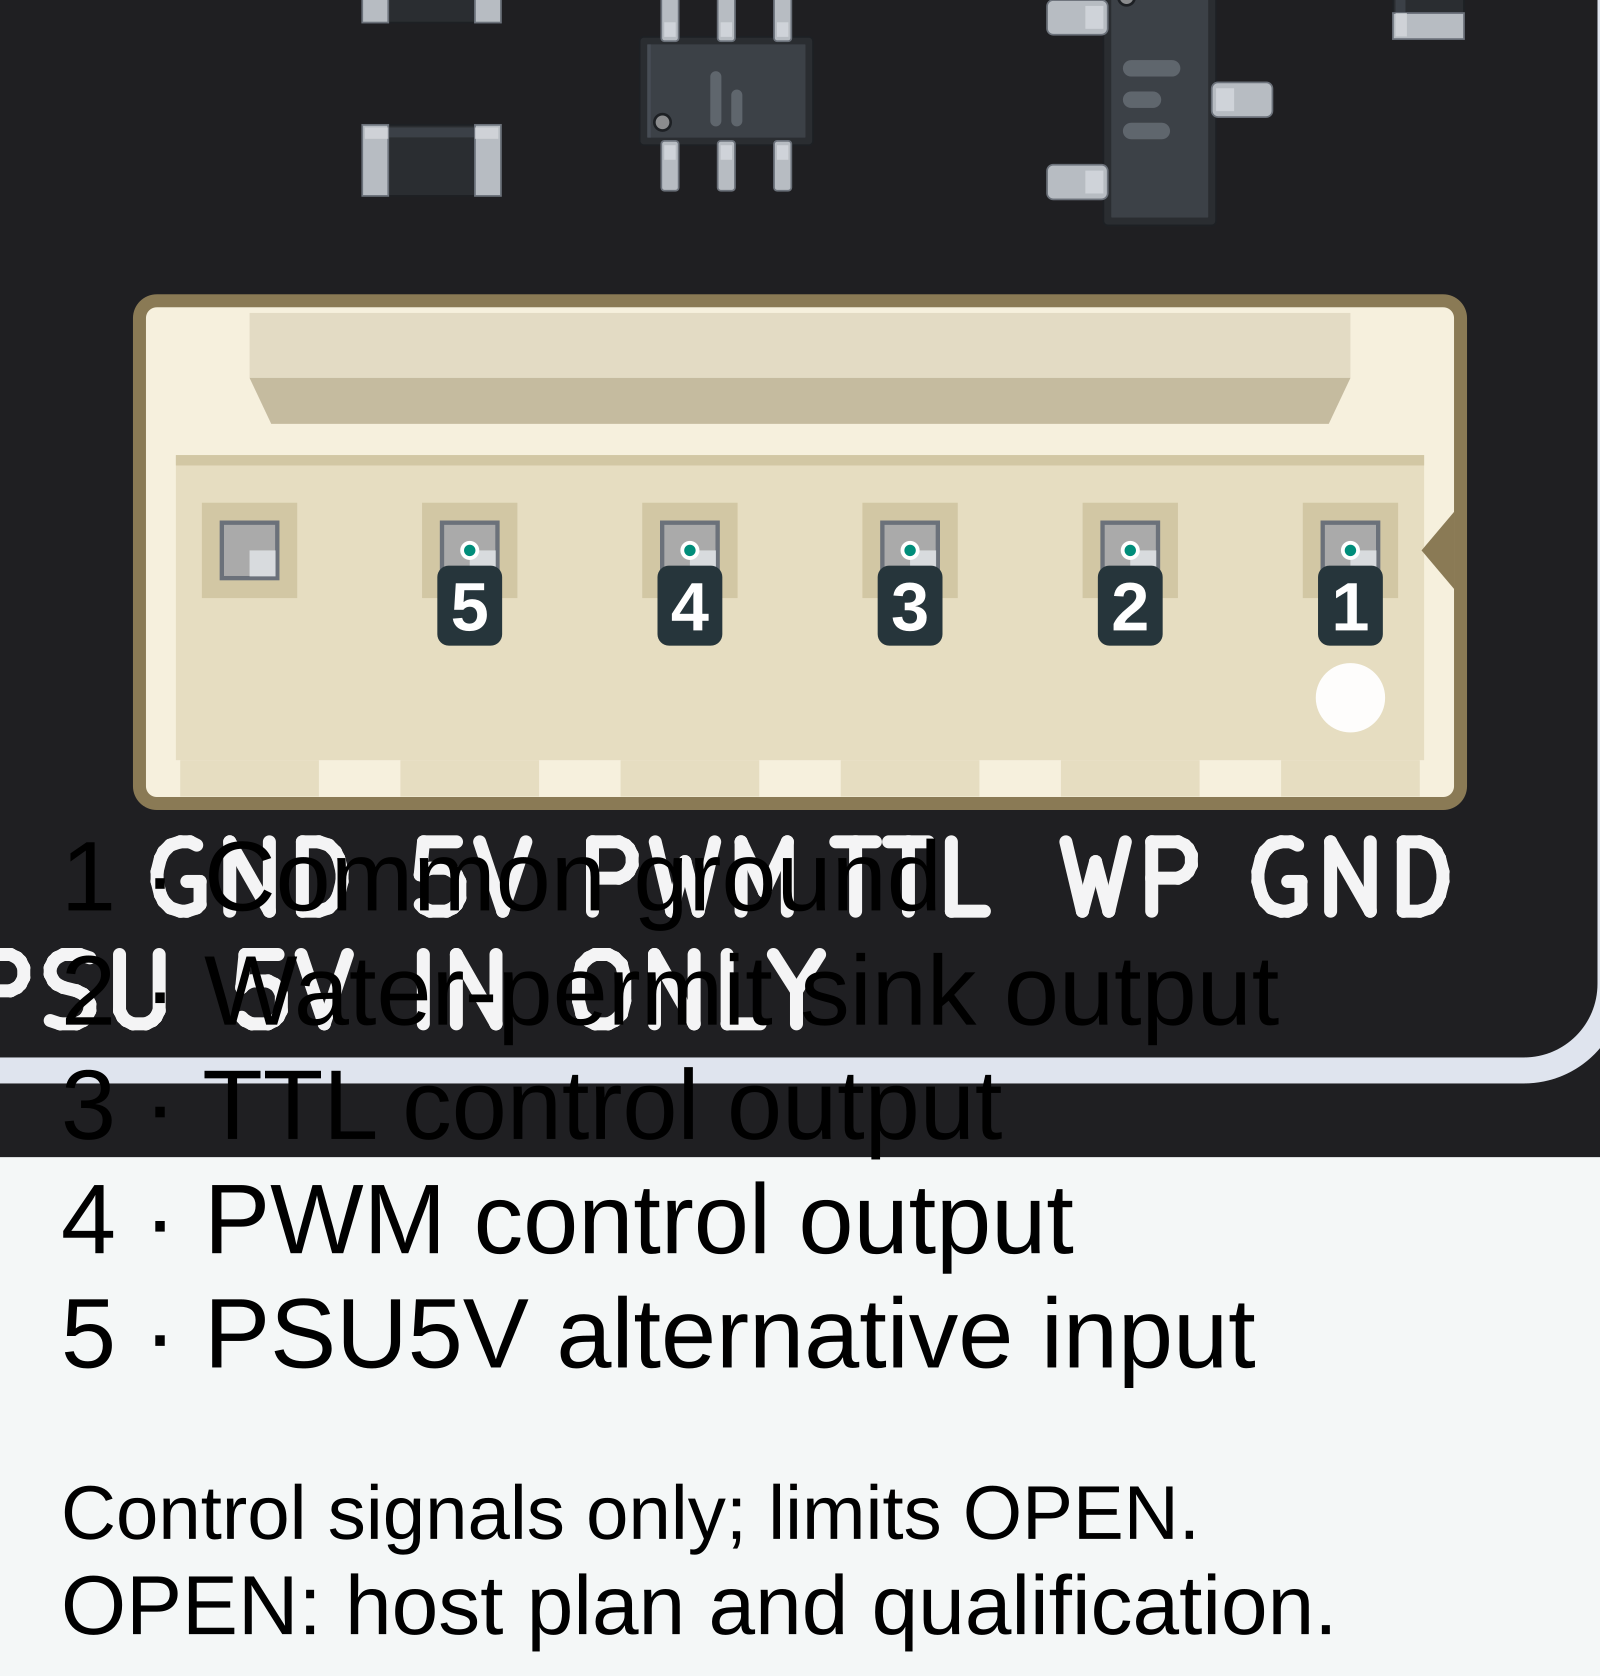 5 4 3 2 1
GND 5V PWM TTL WP GND
1 · Common ground
PSU 5V IN ONLY
2 · Water-permit sink output
3 · TTL control output
4 · PWM control output
5 · PSU5V alternative input
Control signals only; limits OPEN.
OPEN: host plan and qualification.